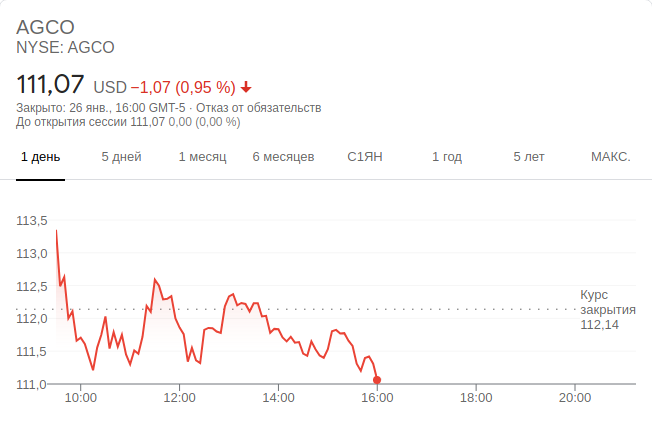 AGCO
NYSE: AGCO
111,07 USD −1,07 (0,95 %)
Закрыто: 26 янв., 16:00 GMT-5 · Отказ от обязательств
До открытия сессии 111,07 0,00 (0,00 %)
1 день 5 дней 1 месяц 6 месяцев С1ЯН 1 год 5 лет МАКС.
113,5
113,0
112,5
Курс
закрытия
112,0
112,14
111,5
111,0
10:00 12:00 14:00 16:00 18:00 20:00